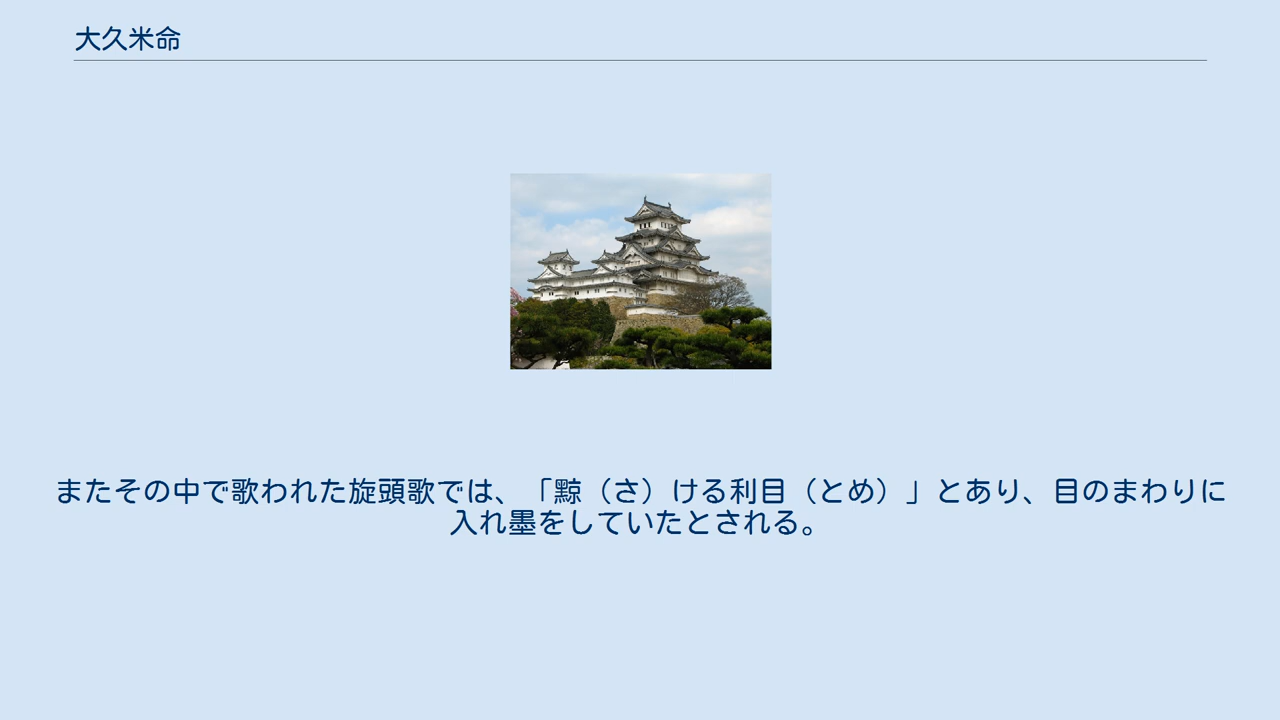 大久米命
またその中で歌われた旋頭歌では、「黥（さ）ける利目（とめ）」とあり、目のまわりに
入れ墨をしていたとされる。